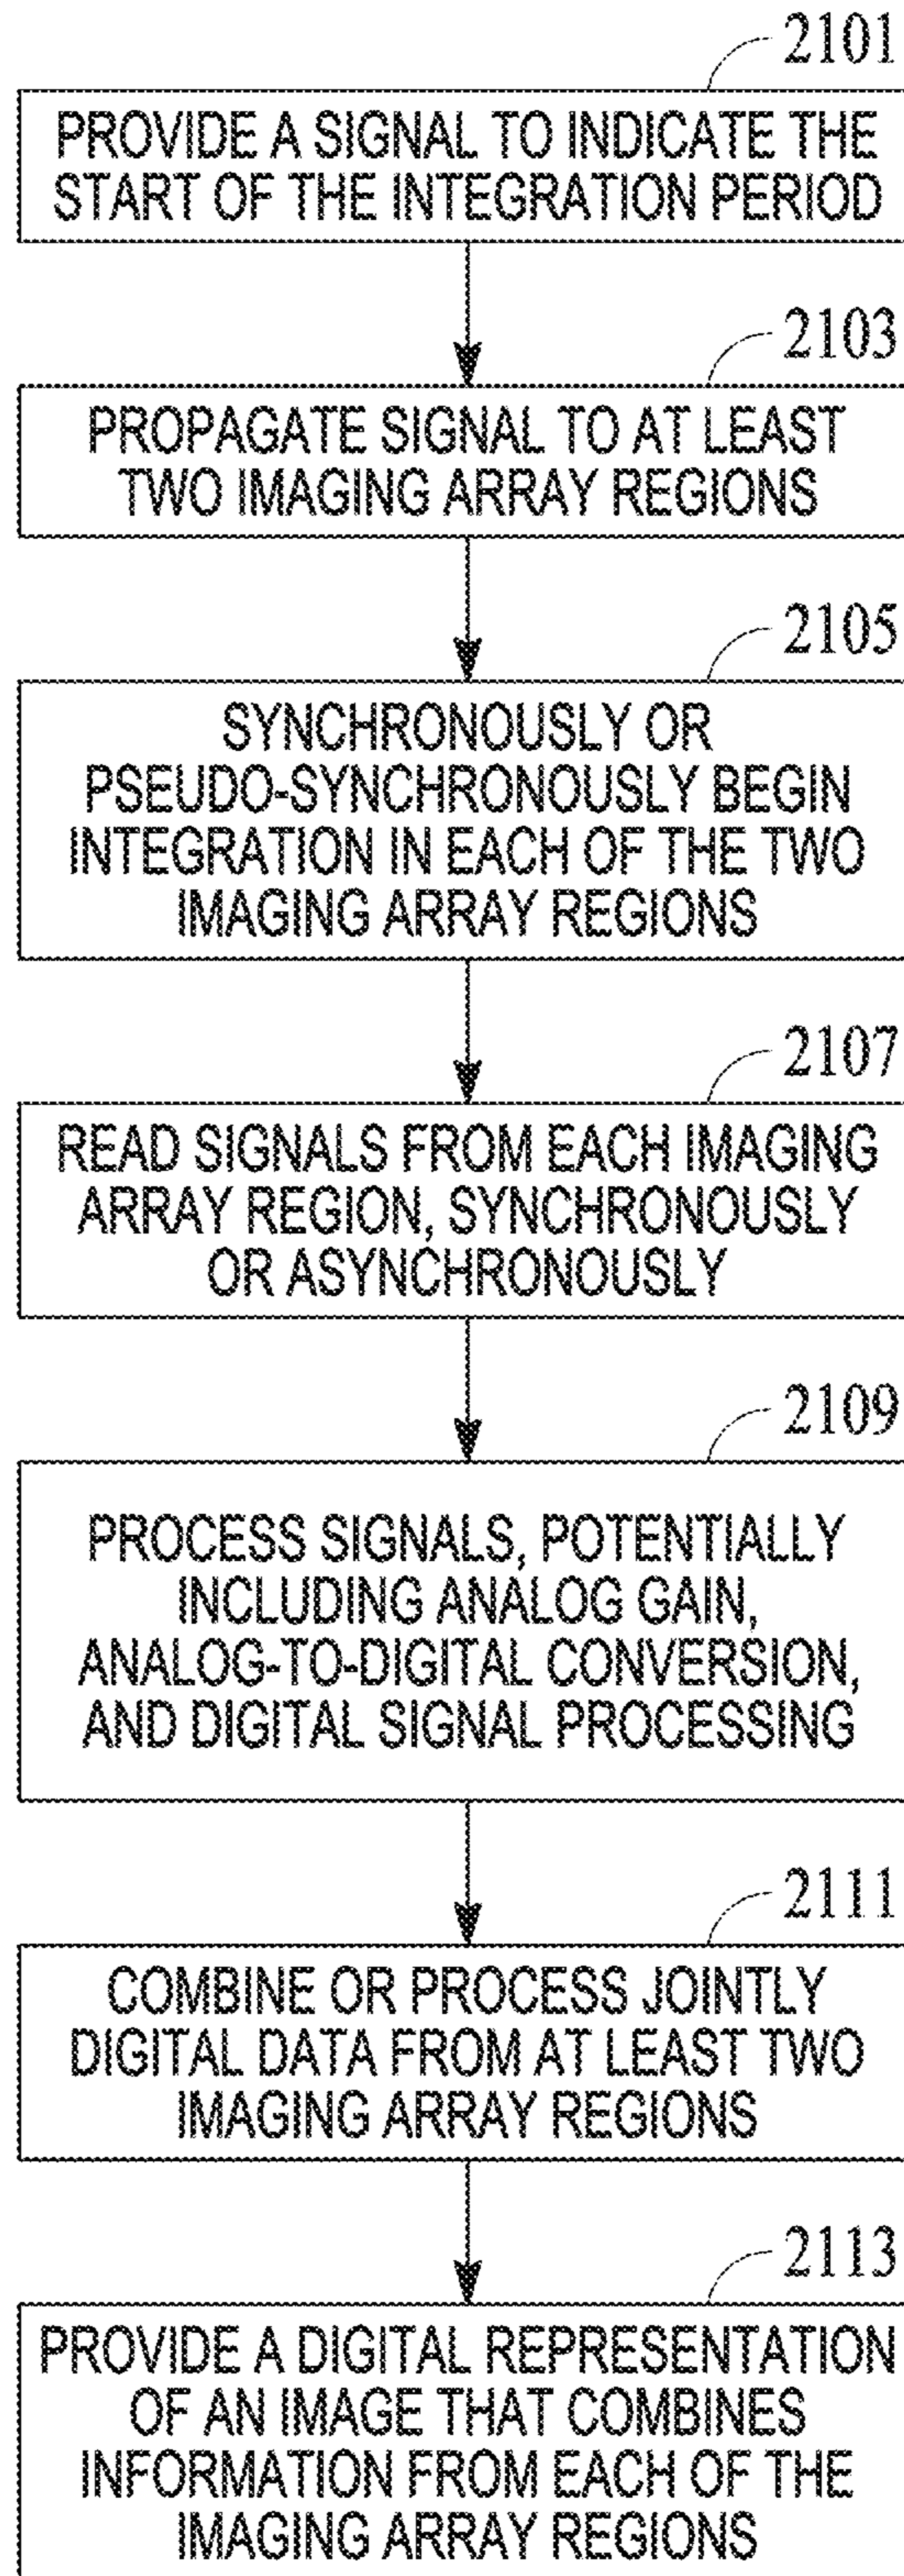 2101
PROVIDE A SIGNAL TO INDICATE THE
START OF THE INTEGRATION PERIOD
2103
PROPAGATE SIGNAL TO AT LEAST
TWO IMAGING ARRAY REGIONS
2105
SYNCHRONOUSLY OR
PSEUDO-SYNCHRONOUSLY BEGIN
INTEGRATION IN EACH OF THE TWO
IMAGING ARRAY REGIONS
2107
READ SIGNALS FROM EACH IMAGING
ARRAY REGION, SYNCHRONOUSLY
OR ASYNCHRONOUSLY
2109
PROCESS SIGNALS, POTENTIALLY
INCLUDING ANALOG GAIN,
ANALOG-TO-DIGITAL CONVERSION,
AND DIGITAL SIGNAL PROCESSING
2111
COMBINE OR PROCESS JOINTLY
DIGITAL DATA FROM AT LEAST TWO
IMAGING ARRAY REGIONS
2113
PROVIDE A DIGITAL REPRESENTATION
OF AN IMAGE THAT COMBINES
INFORMATION FROM EACH OF THE
IMAGING ARRAY REGIONS